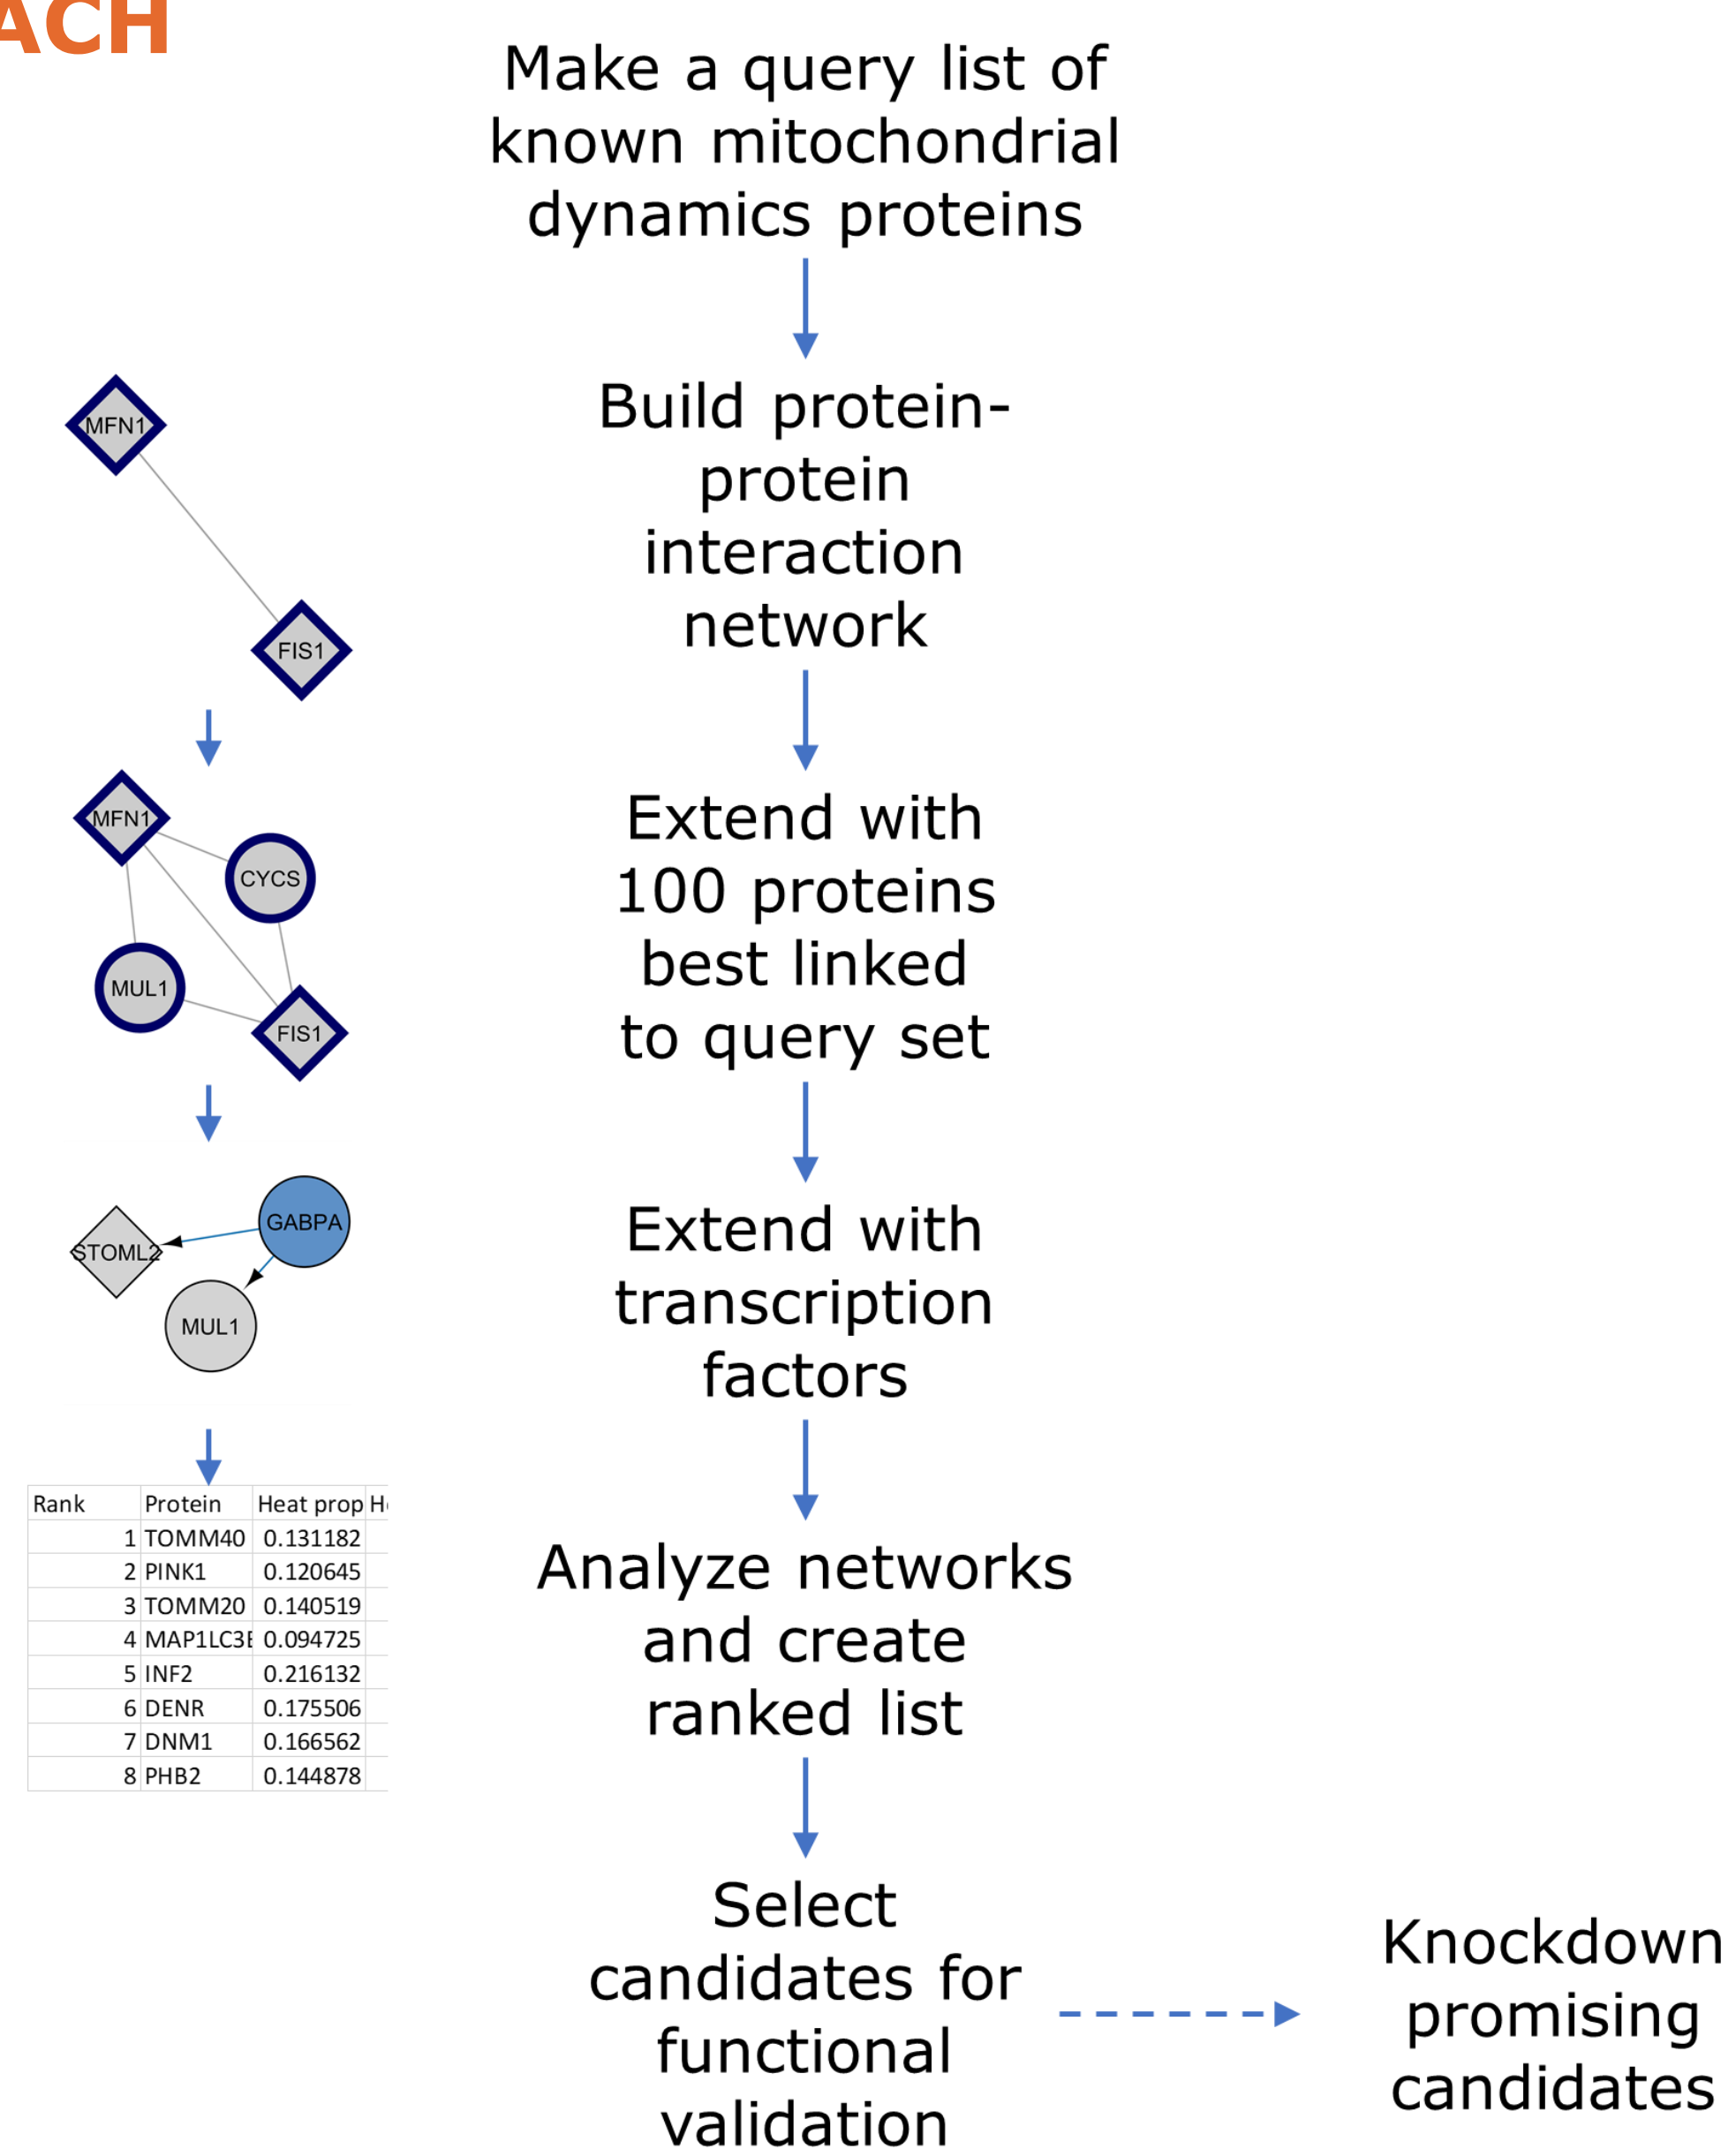 ACH
Make a query list of
known mitochondrial
dynamics proteins
MFN1
FIS1
Build protein-
protein
interaction
network
MFN1
CYCS
MUL1
FIS1
Extend with
100 proteins
best linked
to query set
GABPA
STOML2
MUL1
Extend with
transcription
factors
Rank Protein Heat prop
1 TOMM40 0.131182
2 PINK1 0.120645
3 TOMM20 0.140519
4 MAP1LC3 0.094725
5 INF2 0.216132
6 DENR 0.175506
7 DNM1 0.166562
8 PHB2 0.144878
Analyze networks
and create
ranked list
Select
candidates for
functional
validation
Knockdown
promising
candidates